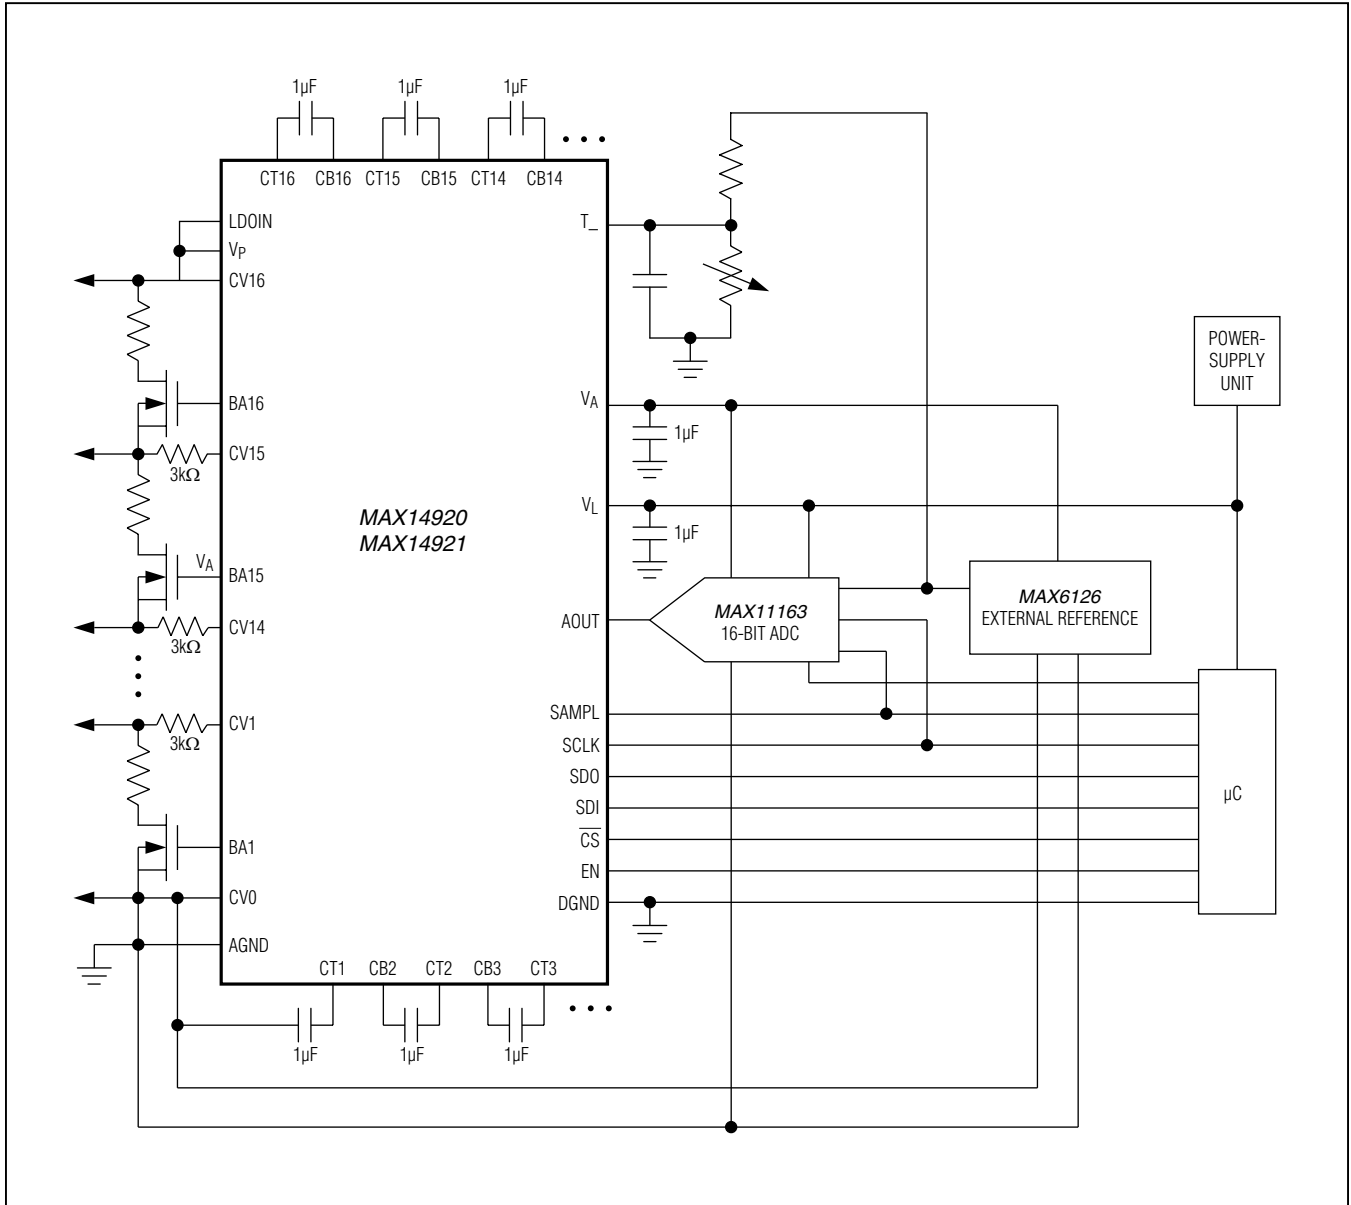 1µF
1µF
1µF
CT16 CB16 CT15 CB15 CT14 CB14
LDOIN
VP
CV16
BA16
CV15
3kΩ
VA
BA15
CV14
3kΩ
CV1
3kΩ
BA1
CV0
AGND
MAX14920
MAX14921
T_
VA
1µF
VL
1µF
AOUT
SAMPL
SCLK
SDO
SDI
CS
EN
DGND
CT1 CB2 CT2 CB3 CT3
1µF
1µF
1µF
MAX11163
16-BIT ADC
MAX6126
EXTERNAL REFERENCE
POWER-
SUPPLY
UNIT
µC